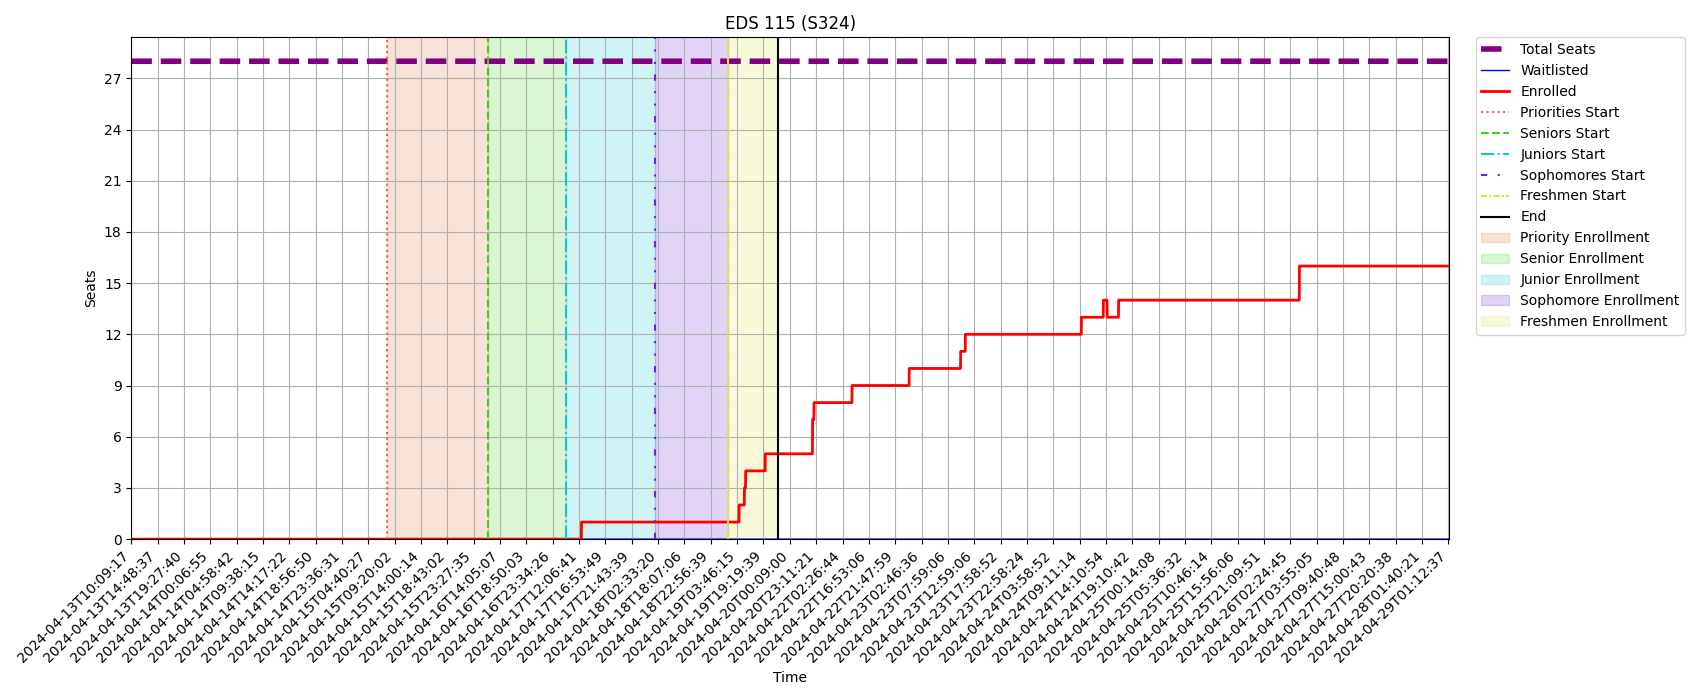 EDS 115 (S324)
27
24
21
18
15
12
9
6
3
0
Seats
2024-04-13T10:09:17
2024-04-13T14:48:37
2024-04-13T19:27:40
2024-04-14T00:06:55
2024-04-14T04:58:42
2024-04-14T09:38:15
2024-04-14T14:17:22
2024-04-14T18:56:50
2024-04-14T23:36:31
2024-04-15T04:40:27
2024-04-15T09:20:02
2024-04-15T14:00:14
2024-04-15T18:43:02
2024-04-15T23:27:35
2024-04-16T14:05:07
2024-04-16T18:50:03
2024-04-16T23:34:26
2024-04-17T12:06:41
2024-04-17T16:53:49
2024-04-17T21:43:39
2024-04-18T02:33:20
2024-04-18T18:07:06
2024-04-18T22:56:39
2024-04-19T03:46:15
2024-04-19T19:19:39
2024-04-20T00:09:00
2024-04-20T23:11:21
2024-04-22T02:26:44
2024-04-22T16:53:06
2024-04-22T21:47:59
2024-04-23T02:46:36
2024-04-23T07:59:06
2024-04-23T12:59:06
2024-04-23T17:58:52
2024-04-23T22:58:24
2024-04-24T03:58:52
2024-04-24T09:11:14
2024-04-24T14:10:54
2024-04-24T19:10:42
2024-04-25T00:14:08
2024-04-25T05:36:32
2024-04-25T10:46:14
2024-04-25T15:56:06
2024-04-25T21:09:51
2024-04-26T02:24:45
2024-04-27T03:55:05
2024-04-27T09:40:48
2024-04-27T15:00:43
2024-04-27T20:20:38
2024-04-28T01:40:21
2024-04-29T01:12:37
Time
Total Seats
Waitlisted
Enrolled
Priorities Start
Seniors Start
Juniors Start
Sophomores Start
Freshmen Start
End
Priority Enrollment
Senior Enrollment
Junior Enrollment
Sophomore Enrollment
Freshmen Enrollment